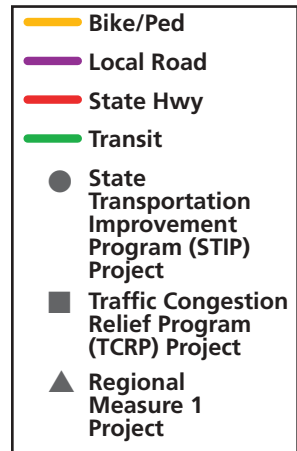 Bike/Ped
Local Road
State Hwy
Transit
State
Transportation
Improvement
Program (STIP)
Project
Traffic Congestion
Relief Program
(TCRP) Project
Regional
Measure 1
Project